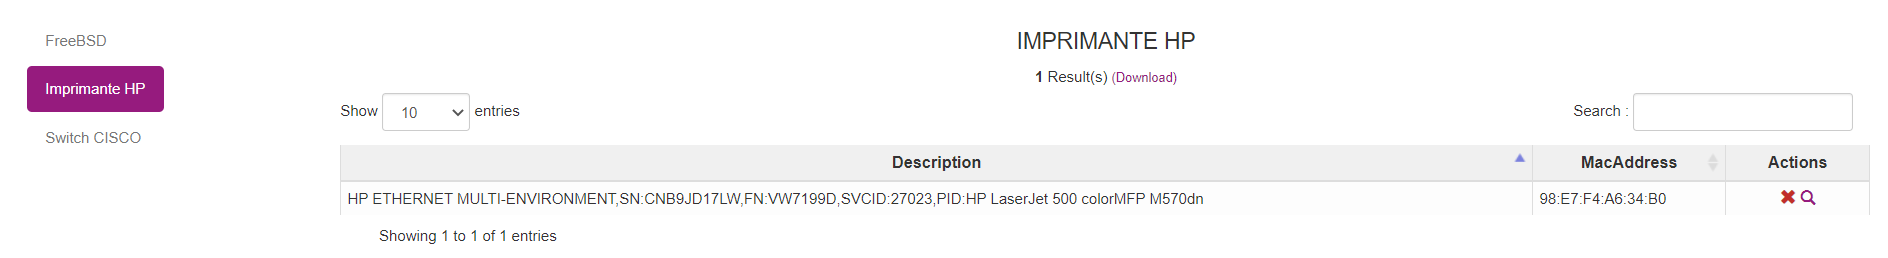 FreeBSD
Imprimante HP
Switch CISCO
IMPRIMANTE HP
1 Result(s) (Download)
Show 10 entries
Search :
Description MacAddress Actions
HP ETHERNET MULTI-ENVIRONMENT,SN:CNB9JD17LW,FN:VW7199D,SVCID:27023,PID:HP LaserJet 500 colorMFP M570dn 98:E7:F4:A6:34:B0
Showing 1 to 1 of 1 entries